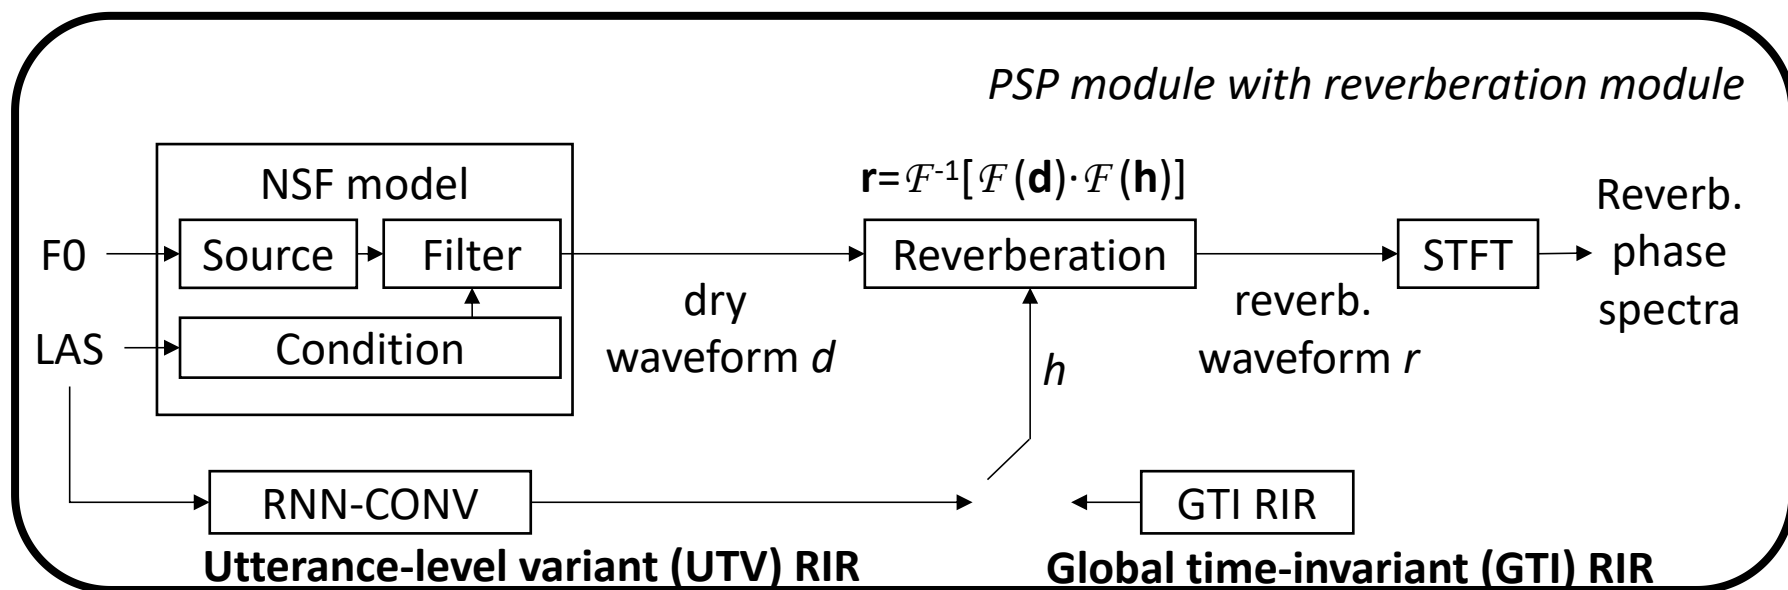 PSP module with reverberation module
NSF model
r=ℱ⁻¹[ℱ(d)·ℱ(h)]
F0
Source
Filter
Reverberation
STFT
Reverb.
phase
spectra
LAS
Condition
dry
waveform d
reverb.
waveform r
h
RNN-CONV
GTI RIR
Utterance-level variant (UTV) RIR
Global time-invariant (GTI) RIR